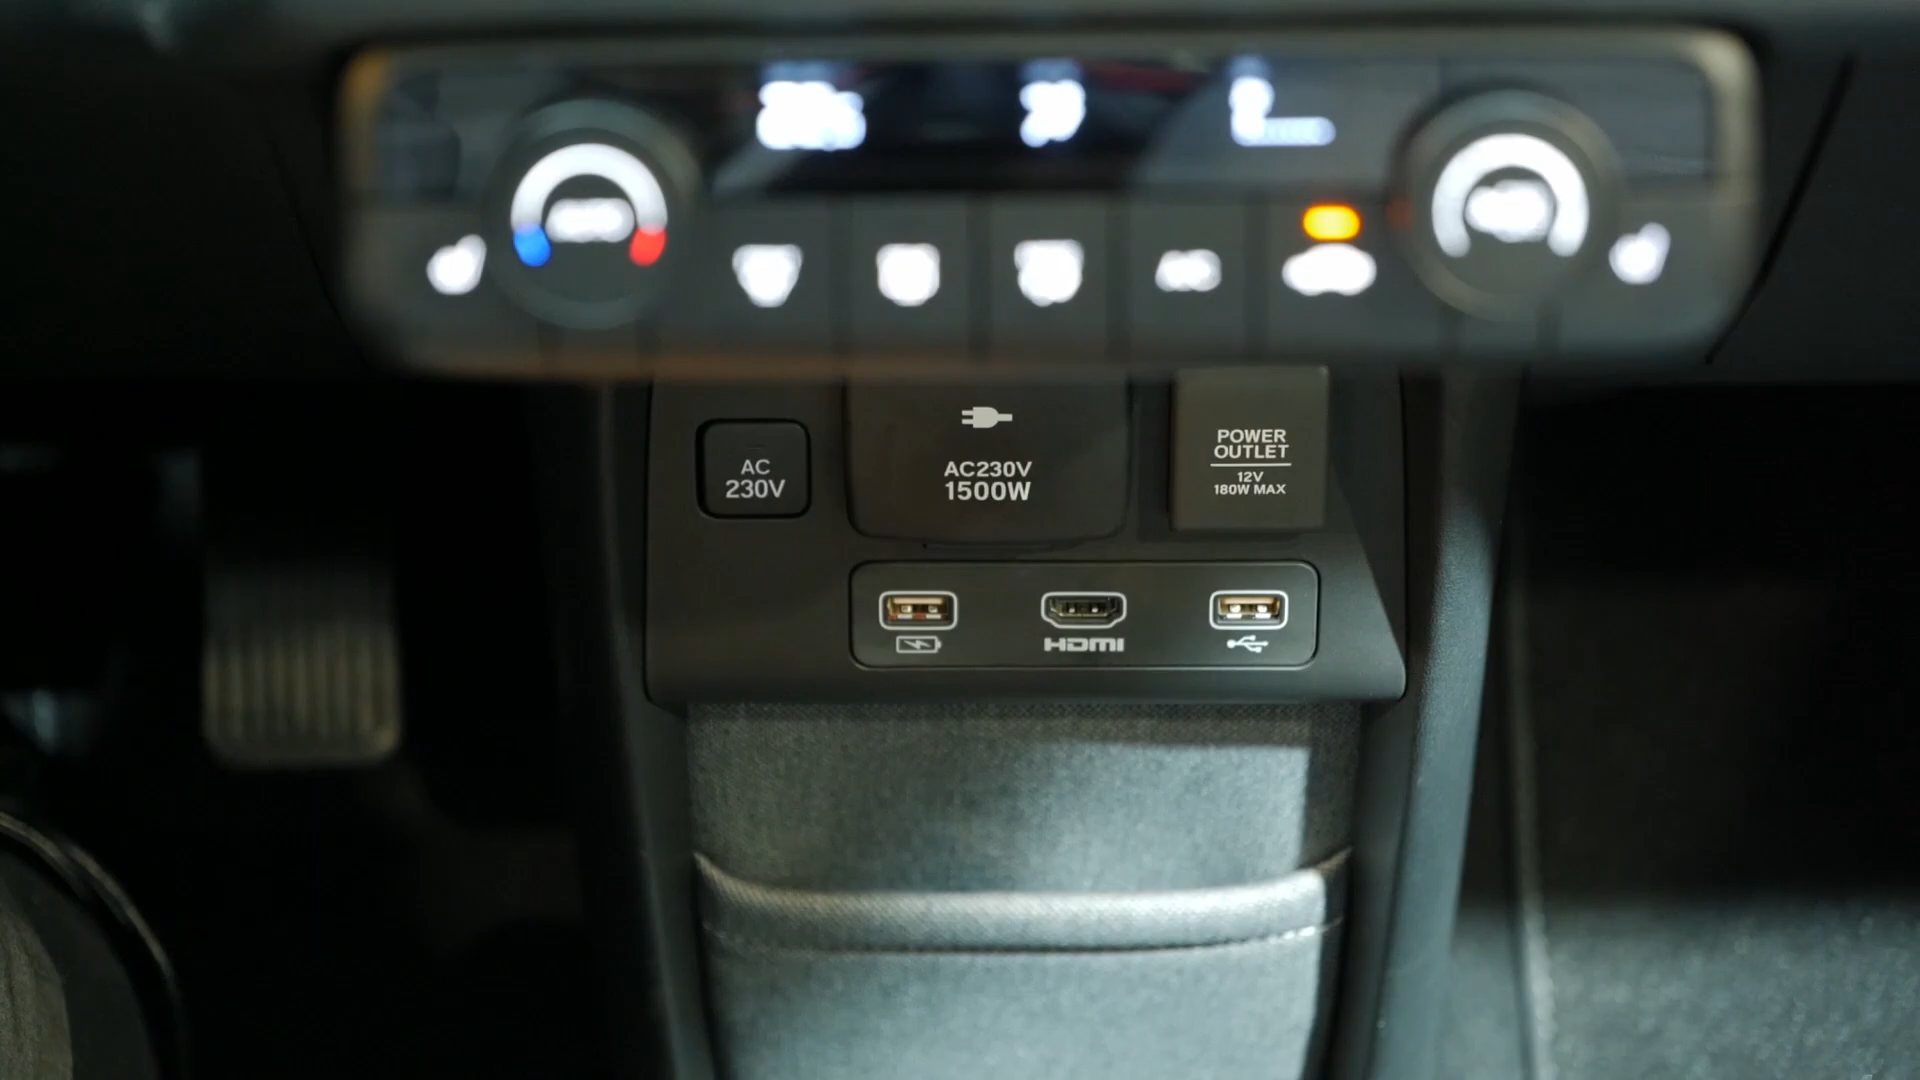 AC
230V
AC230V
1500W
POWER
OUTLET
12V
180W MAX
HDMI